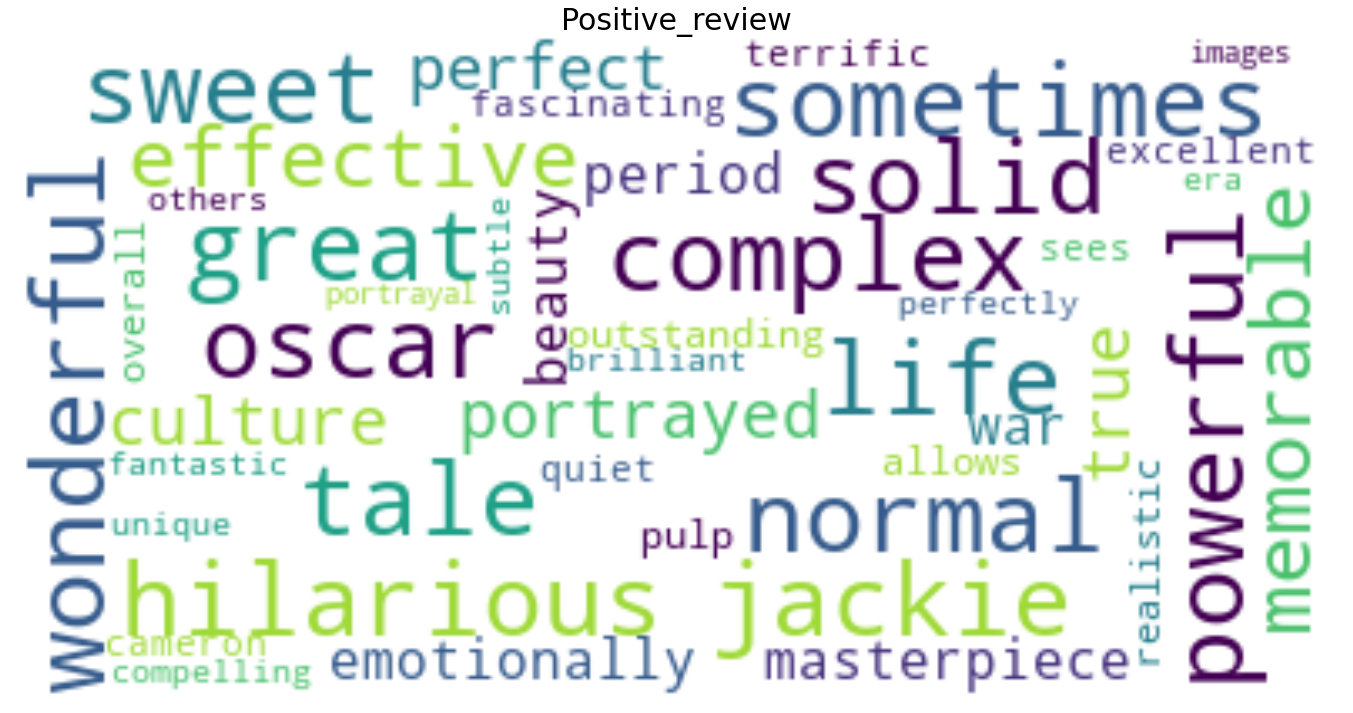 Positive_review
terrific
images
sweet
perfect
fascinating
sometimes
effective
period
solid
excellent
era
others
wonderful
overall
great
subtle
beauty
complex
sees
powerful
memorable
portrayal
perfectly
oscar
outstanding
brilliant
life
true
culture
portrayed
war
fantastic
tale
quiet
allows
unique
pulp
normal
realistic
hilarious
jackie
cameron
compelling
emotionally
masterpiece